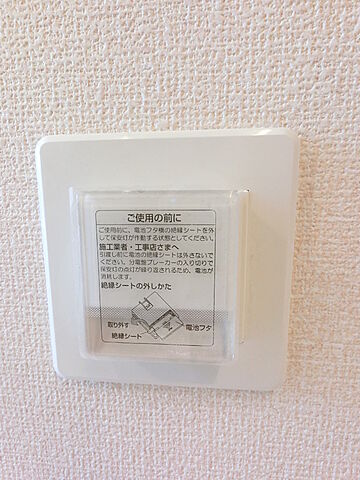 ご使用の前に
ご使用前に、電池フタ横の絶縁シートを外
して保安灯が作動する状態としてください。
施工業者・工事店さまへ
引渡し前に電池の絶縁シートは外さないで
ください。分電盤ブレーカーの入り切りで
保安灯の点灯が繰り返されるため、電池が
消耗します。
絶縁シートの外しかた
取り外す
電池フタ
絶縁シート